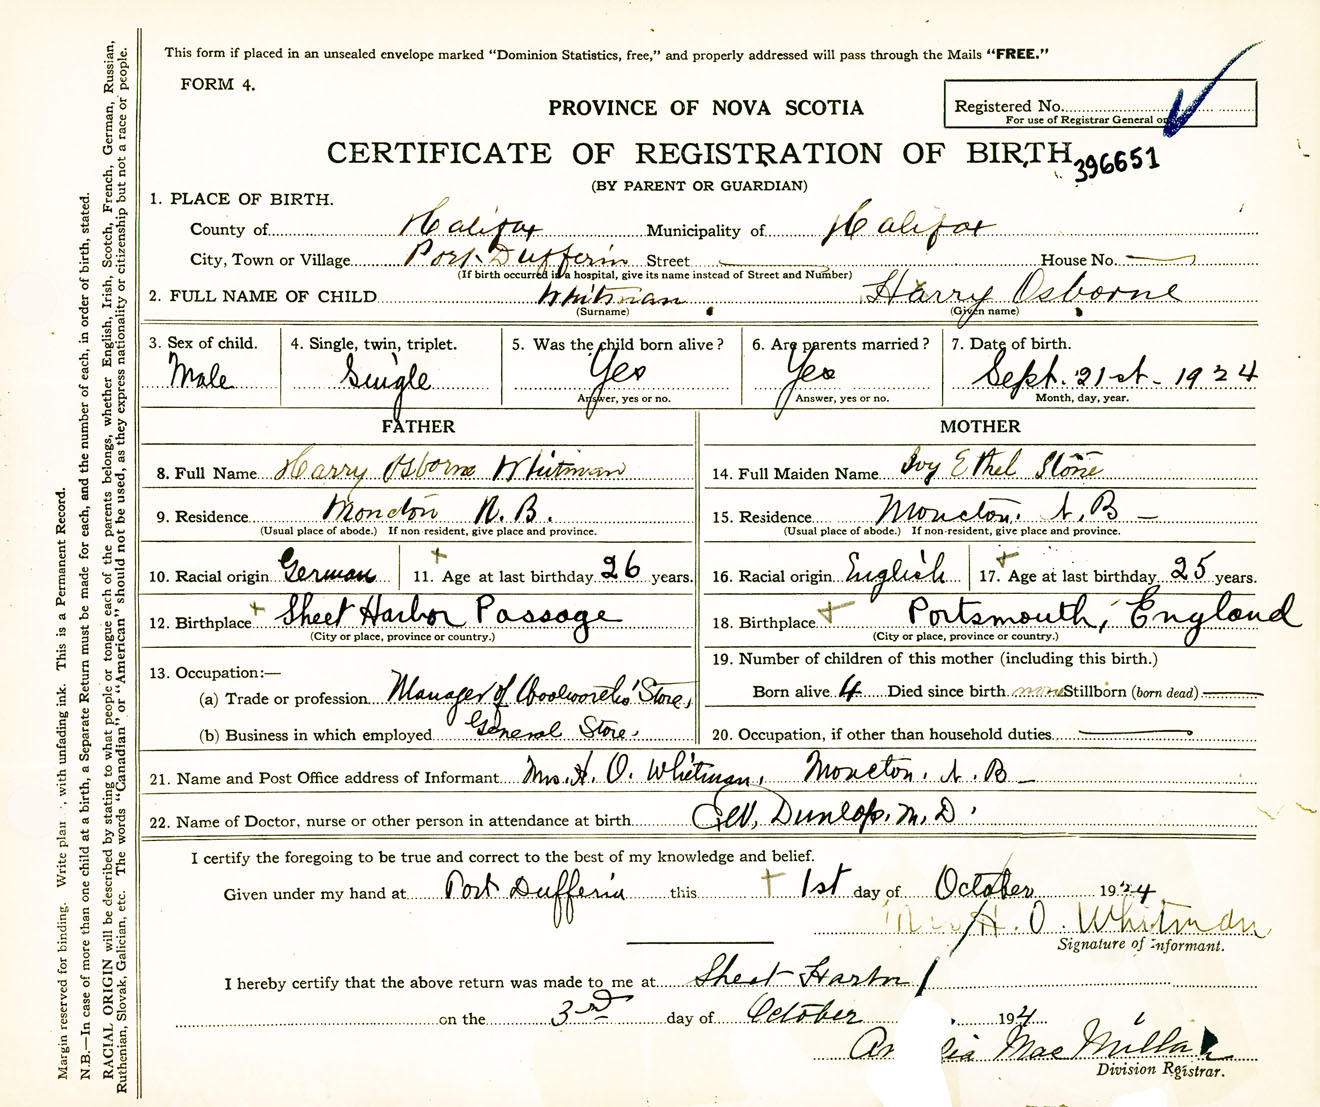 This form if placed in an unsealed envelope marked "Dominion Statistics, free," and properly addressed will pass through the Mails "FREE."
FORM 4.
PROVINCE OF NOVA SCOTIA
Registered No.
For use of Registrar General
CERTIFICATE OF REGISTRATION OF BIRTH
396651
(BY PARENT OR GUARDIAN)
1. PLACE OF BIRTH.
County of Halifax Municipality of Halifax
City, Town or Village Port Dufferin Street — House No. —
(If birth occurred in a hospital, give its name instead of Street and Number)
2. FULL NAME OF CHILD Whitman Harry Osborne
(Surname) (Given name)
3. Sex of child. 4. Single, twin, triplet. 5. Was the child born alive? 6. Are parents married? 7. Date of birth.
Male Single Yes Yes Sept. 21st - 1924
Answer, yes or no. Answer, yes or no. Month, day, year.
FATHER MOTHER
8. Full Name Harry Osborne Whitman 14. Full Maiden Name Ivy Ethel Stone
9. Residence Moncton N. B. 15. Residence Moncton. N. B —
(Usual place of abode.) If non resident, give place and province. (Usual place of abode.) If non-resident, give place and province.
10. Racial origin German 11. Age at last birthday 26 years. 16. Racial origin English 17. Age at last birthday 25 years.
12. Birthplace Sheet Harbor Passage 18. Birthplace Portsmouth, England
(City or place, province or country.) (City or place, province or country.)
13. Occupation:— 19. Number of children of this mother (including this birth.)
(a) Trade or profession Manager of Woolworths' Store, Born alive 4 Died since birth none Stillborn (born dead) —
(b) Business in which employed General Store. 20. Occupation, if other than household duties —
21. Name and Post Office address of Informant Mrs. H. O. Whitman, Moncton. N. B —
22. Name of Doctor, nurse or other person in attendance at birth Dunlop. M. D.
I certify the foregoing to be true and correct to the best of my knowledge and belief.
Given under my hand at Port Dufferin this 1st day of October 1924
Mrs H. O. Whitman
Signature of Informant.
I hereby certify that the above return was made to me at Sheet Harbor
on the 3rd day of October 194
Mac Millan
Division Registrar.
Margin reserved for binding. Write with unfading ink. This is a Permanent Record.
N.B.—In case of more than one child at a birth, a Separate Return must be made for each, and the number of each, in order of birth, stated.
RACIAL ORIGIN will be described by stating to what people or tongue each of the parents belongs, whether English, Irish, Scotch, French, German, Russian,
Ruthenian, Slovak, Galician, etc. The words "Canadian" or "American" should not be used, as they express nationality or citizenship but not a race or people.